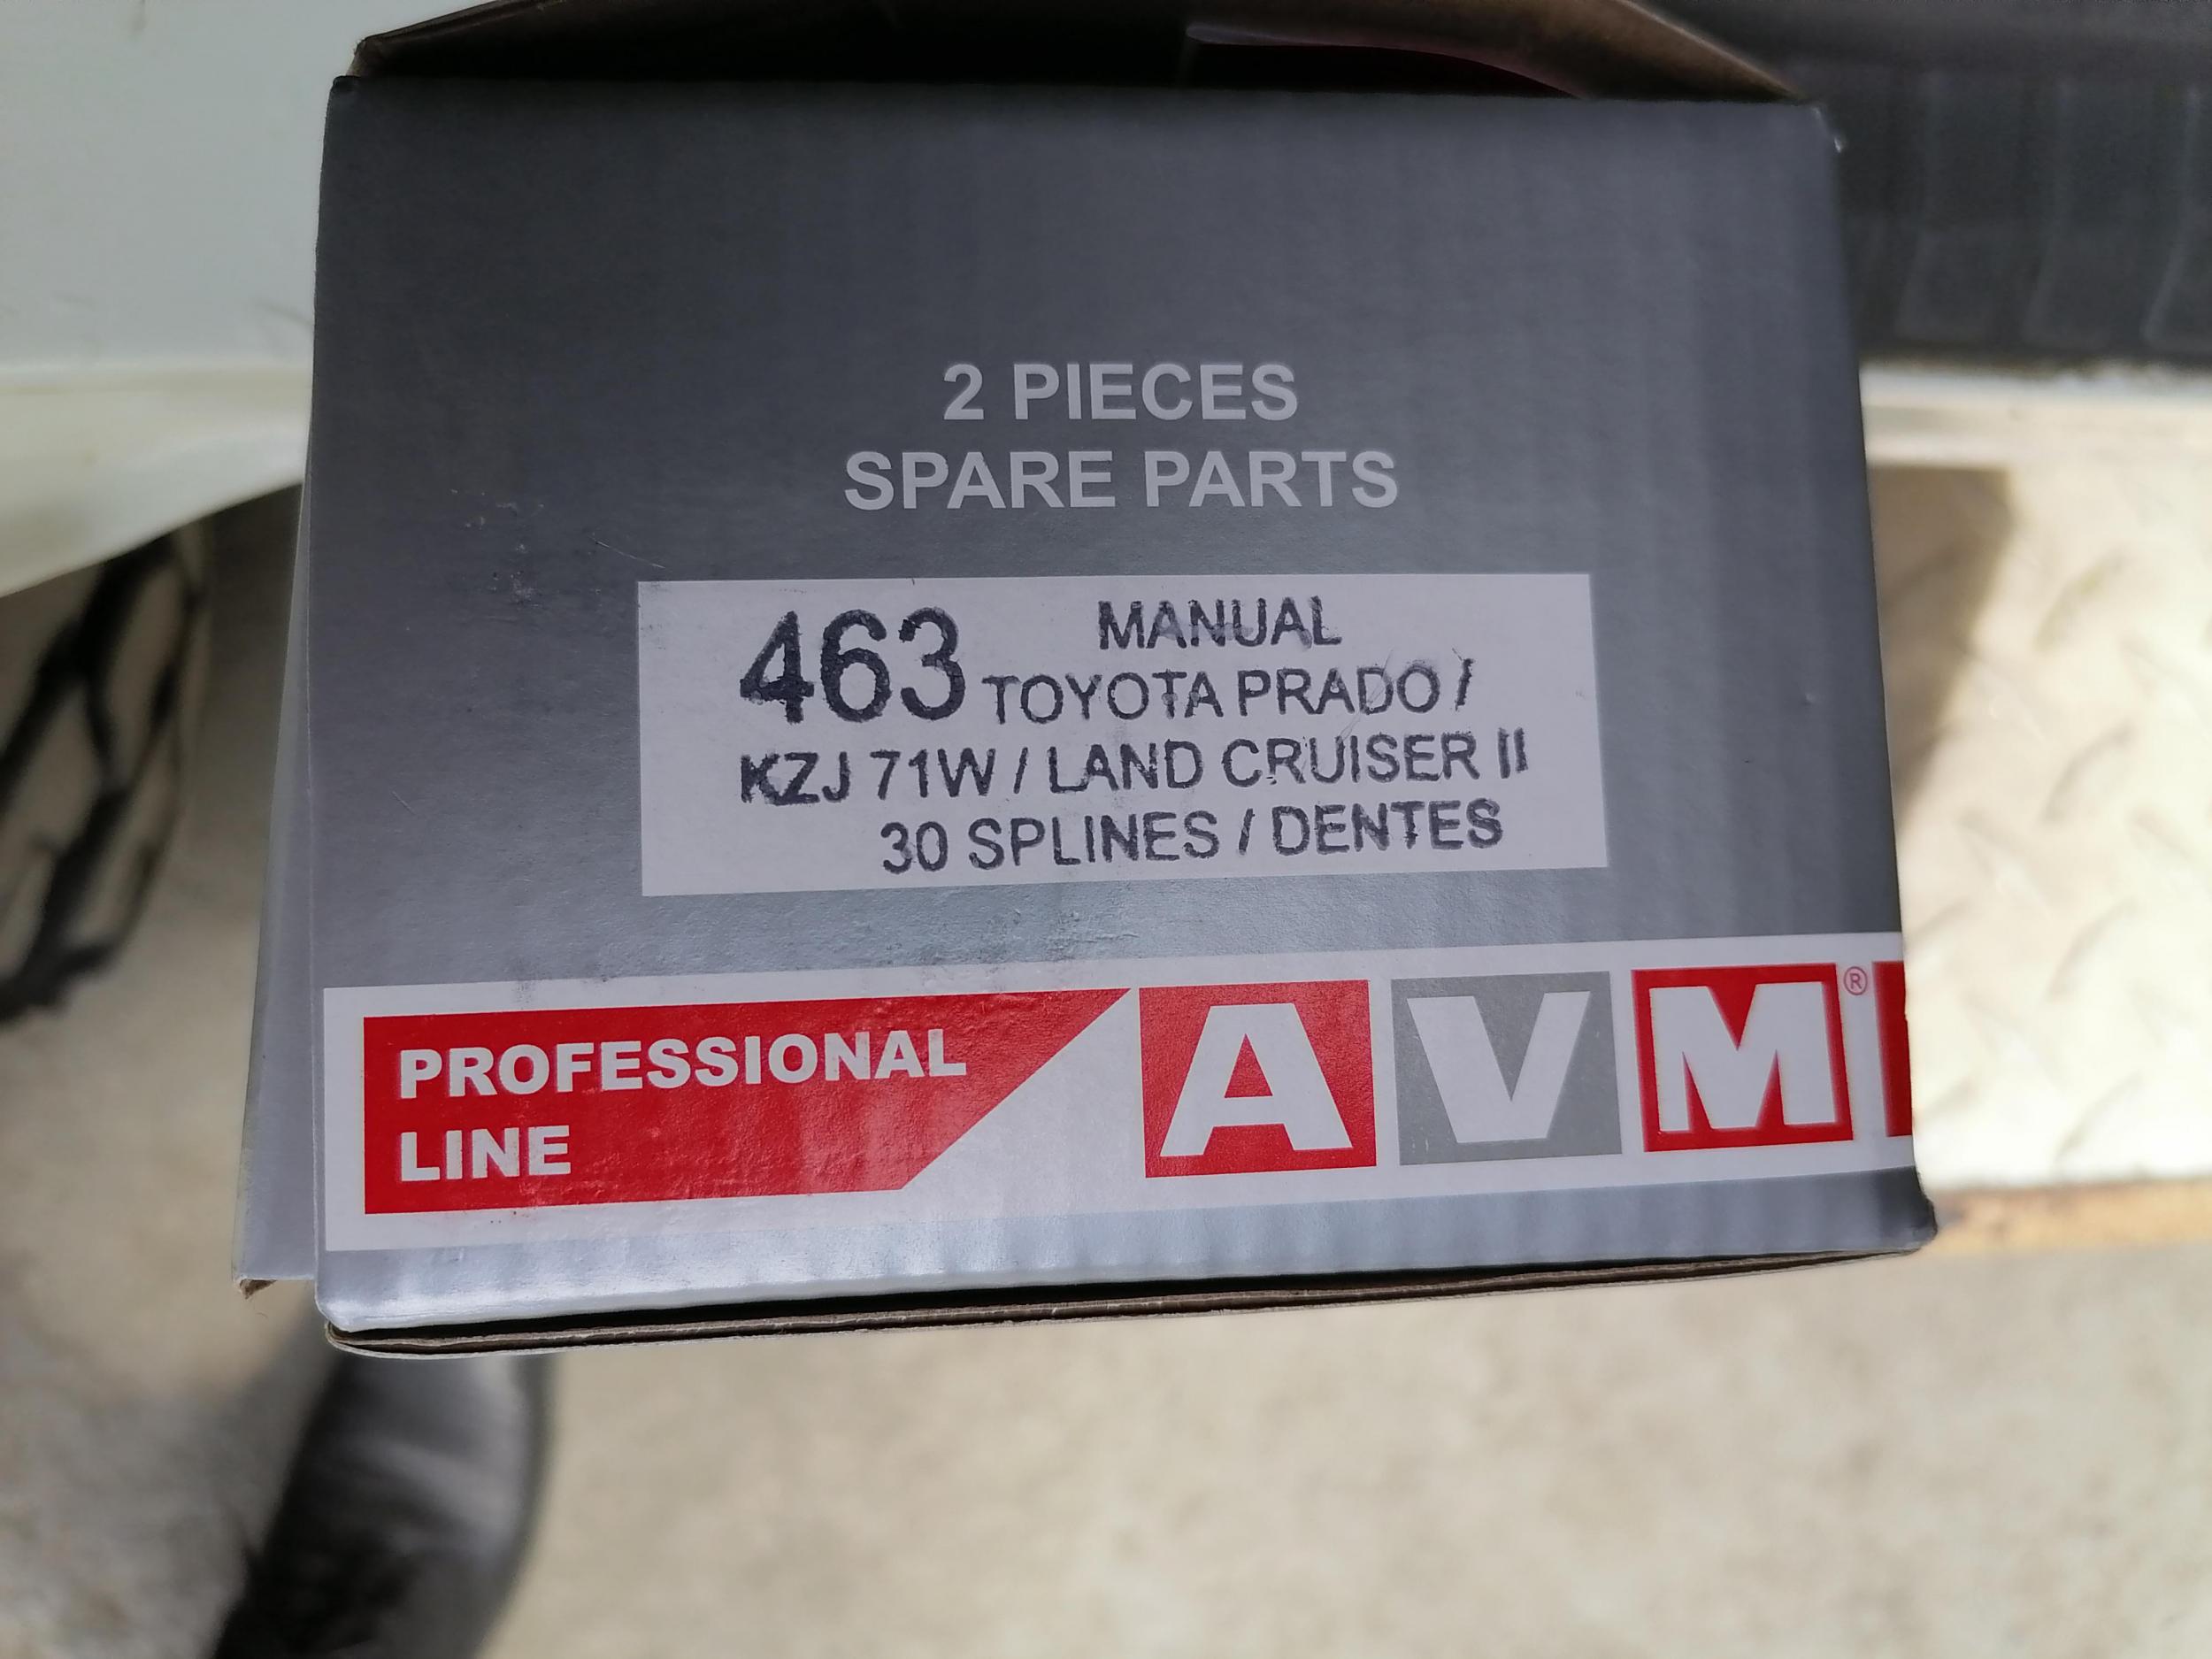 2 PIECES
SPARE PARTS
463 MANUAL
TOYOTA PRADO /
KZJ 71W / LAND CRUISER II
30 SPLINES / DENTES
PROFESSIONAL
LINE
AVM®